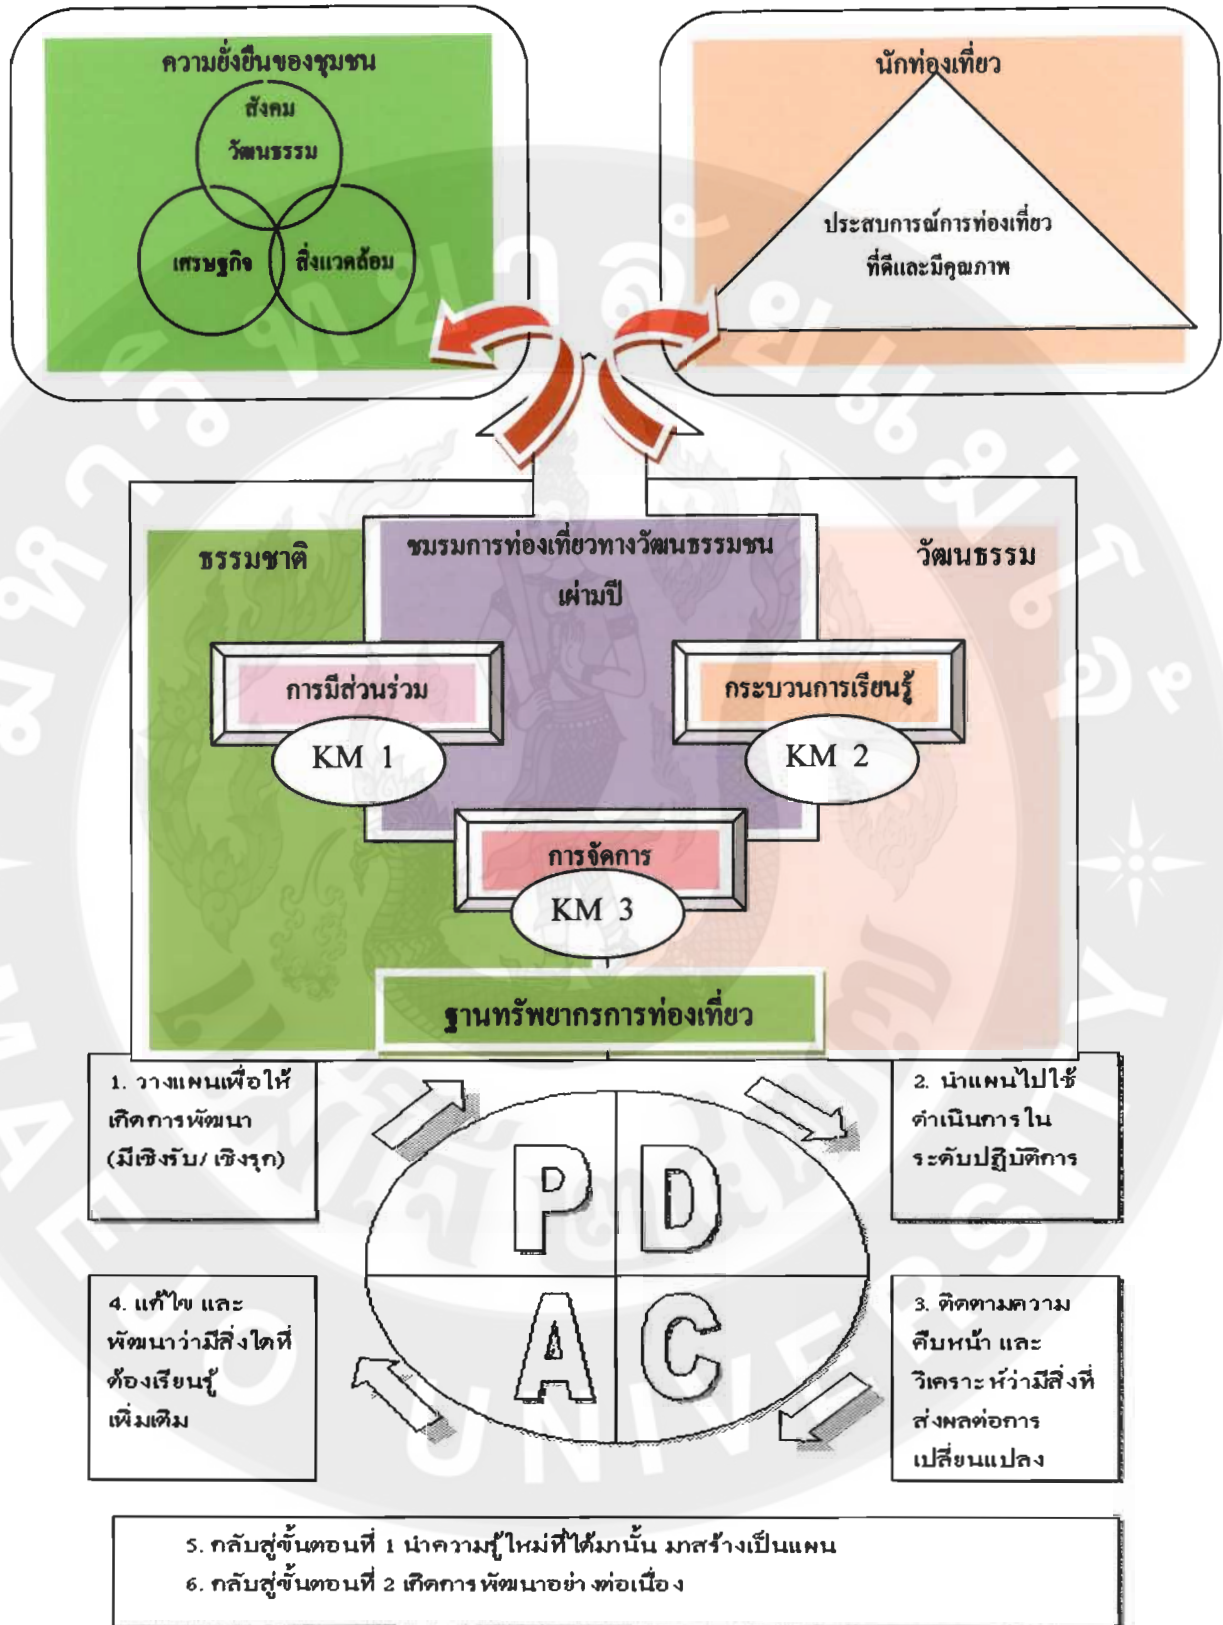 ความยั่งยืนของชุมชน
สังคม
วัฒนธรรม
เศรษฐกิจ
สิ่งแวดล้อม
นักท่องเที่ยว
ประสบการณ์การท่องเที่ยว
ที่ดีและมีคุณภาพ
ธรรมชาติ
ชมรมการท่องเที่ยวทางวัฒนธรรมชน
เผ่ามปี
วัฒนธรรม
การมีส่วนร่วม
KM 1
กระบวนการเรียนรู้
KM 2
การจัดการ
KM 3
ฐานทรัพยากรการท่องเที่ยว
1. วางแผนเพื่อให้
เกิดการพัฒนา
(มีเชิงรับ/ เชิงรุก)
2. นำแผนไปใช้
ดำเนินการใน
ระดับปฏิบัติการ
P D
A C
4. แก้ไข และ
พัฒนาว่ามีสิ่งใดที่
ต้องเรียนรู้
เพิ่มเติม
3. ติดตามความ
คืบหน้า และ
วิเคราะห์ว่ามีสิ่งที่
ส่งผลต่อการ
เปลี่ยนแปลง
5. กลับสู่ขั้นตอนที่ 1 นำความรู้ใหม่ที่ได้มานั้น มาสร้างเป็นแผน
6. กลับสู่ขั้นตอนที่ 2 เกิดการพัฒนาอย่างต่อเนื่อง
มหาวิทยาลัยแม่โจ้
MAEJO UNIVERSITY